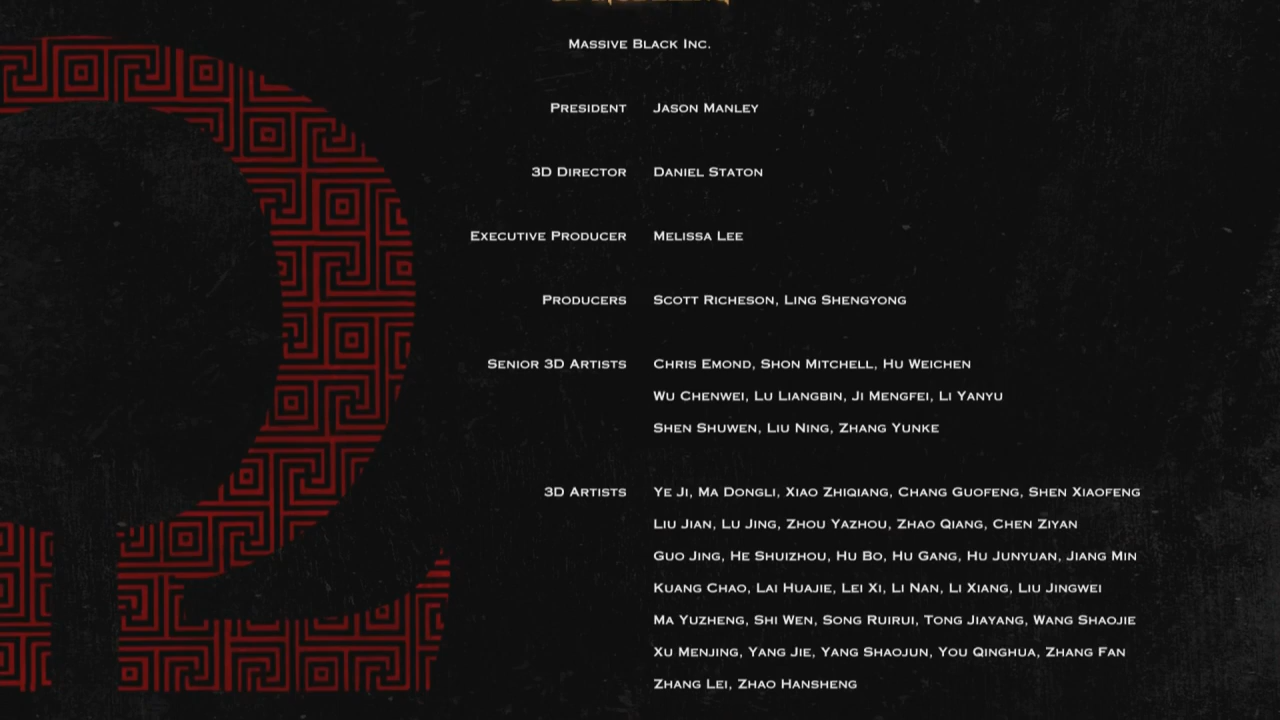 Massive Black Inc.
President Jason Manley
3D Director Daniel Staton
Executive Producer Melissa Lee
Producers Scott Richeson, Ling Shengyong
Senior 3D Artists Chris Emond, Shon Mitchell, Hu Weichen
Wu Chenwei, Lu Liangbin, Ji Mengfei, Li Yanyu
Shen Shuwen, Liu Ning, Zhang Yunke
3D Artists Ye Ji, Ma Dongli, Xiao Zhiqiang, Chang Guofeng, Shen Xiaofeng
Liu Jian, Lu Jing, Zhou Yazhou, Zhao Qiang, Chen Ziyan
Guo Jing, He Shuizhou, Hu Bo, Hu Gang, Hu Junyuan, Jiang Min
Kuang Chao, Lai Huajie, Lei Xi, Li Nan, Li Xiang, Liu Jingwei
Ma Yuzheng, Shi Wen, Song Ruirui, Tong Jiayang, Wang Shaojie
Xu Menjing, Yang Jie, Yang Shaojun, You Qinghua, Zhang Fan
Zhang Lei, Zhao Hansheng